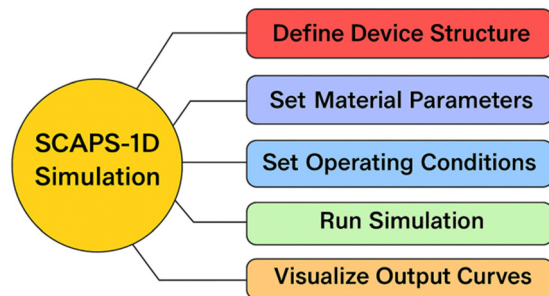 SCAPS-1D
Simulation
Define Device Structure
Set Material Parameters
Set Operating Conditions
Run Simulation
Visualize Output Curves